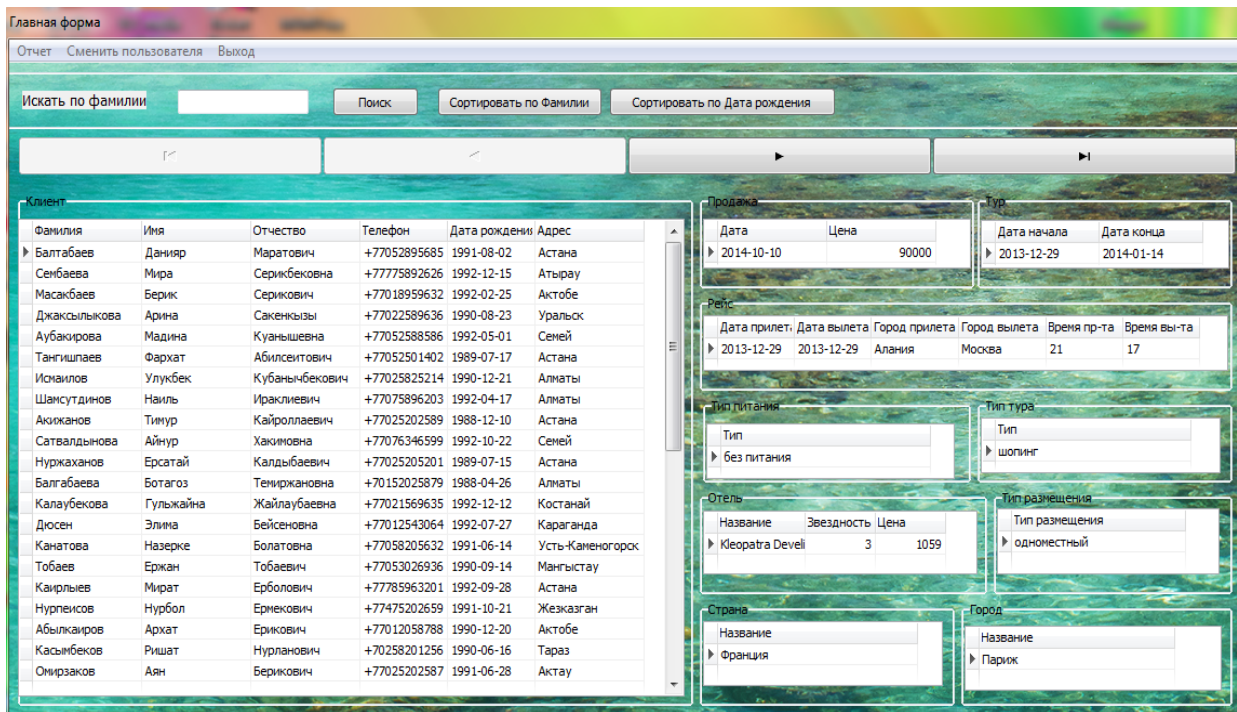 Главная форма
Отчет Сменить пользователя Выход
Искать по фамилии Поиск Сортировать по Фамилии Сортировать по Дата рождения
Клиент
Фамилия Имя Отчество Телефон Дата рождения Адрес
Балтабаев Данияр Маратович +77052895685 1991-08-02 Астана
Сембаева Мира Серикбековна +77775892626 1992-12-15 Атырау
Масакбаев Берик Серикович +77018959632 1992-02-25 Актобе
Джаксылыкова Арина Сакенкызы +77022589636 1990-08-23 Уральск
Аубакирова Мадина Куанышевна +77052588586 1992-05-01 Семей
Тангишпаев Фархат Абилсеитович +77052501402 1989-07-17 Астана
Исмаилов Улукбек Кубанычбекович +77025825214 1990-12-21 Алматы
Шамсутдинов Наиль Ираклиевич +77075896203 1992-04-17 Алматы
Акижанов Тимур Кайроллаевич +77025202589 1988-12-10 Астана
Сатвалдынова Айнур Хакимовна +77076346599 1992-10-22 Семей
Нуржаханов Ерсатай Калдыбаевич +77025205201 1989-07-15 Астана
Балгабаева Ботагоз Темиржановна +70152025879 1988-04-26 Алматы
Калаубекова Гульжайна Жайлаубаевна +77021569635 1992-12-12 Костанай
Дюсен Элима Бейсеновна +77012543064 1992-07-27 Караганда
Канатова Назерке Болатовна +77058205632 1991-06-14 Усть-Каменогорск
Тобаев Ержан Тобаевич +77053026936 1990-09-14 Мангыстау
Каирлыев Мират Ерболович +77785963201 1992-09-28 Астана
Нурпеисов Нурбол Ермекович +77475202659 1991-10-21 Жезказган
Абылкаиров Архат Ерикович +77012058788 1990-12-20 Актобе
Касымбеков Ришат Нурланович +70258201256 1990-06-16 Тараз
Омирзаков Аян Берикович +77025202587 1991-06-28 Актау
Продажа
Дата Цена
2014-10-10 90000
Тур
Дата начала Дата конца
2013-12-29 2014-01-14
Рейс
Дата прилет Дата вылета Город прилета Город вылета Время пр-та Время вы-та
2013-12-29 2013-12-29 Алания Москва 21 17
Тип питания
Тип
без питания
Тип тура
Тип
шопинг
Отель
Название Звездность Цена
Kleopatra Develi 3 1059
Тип размещения
Тип размещения
одноместный
Страна
Название
Франция
Город
Название
Париж